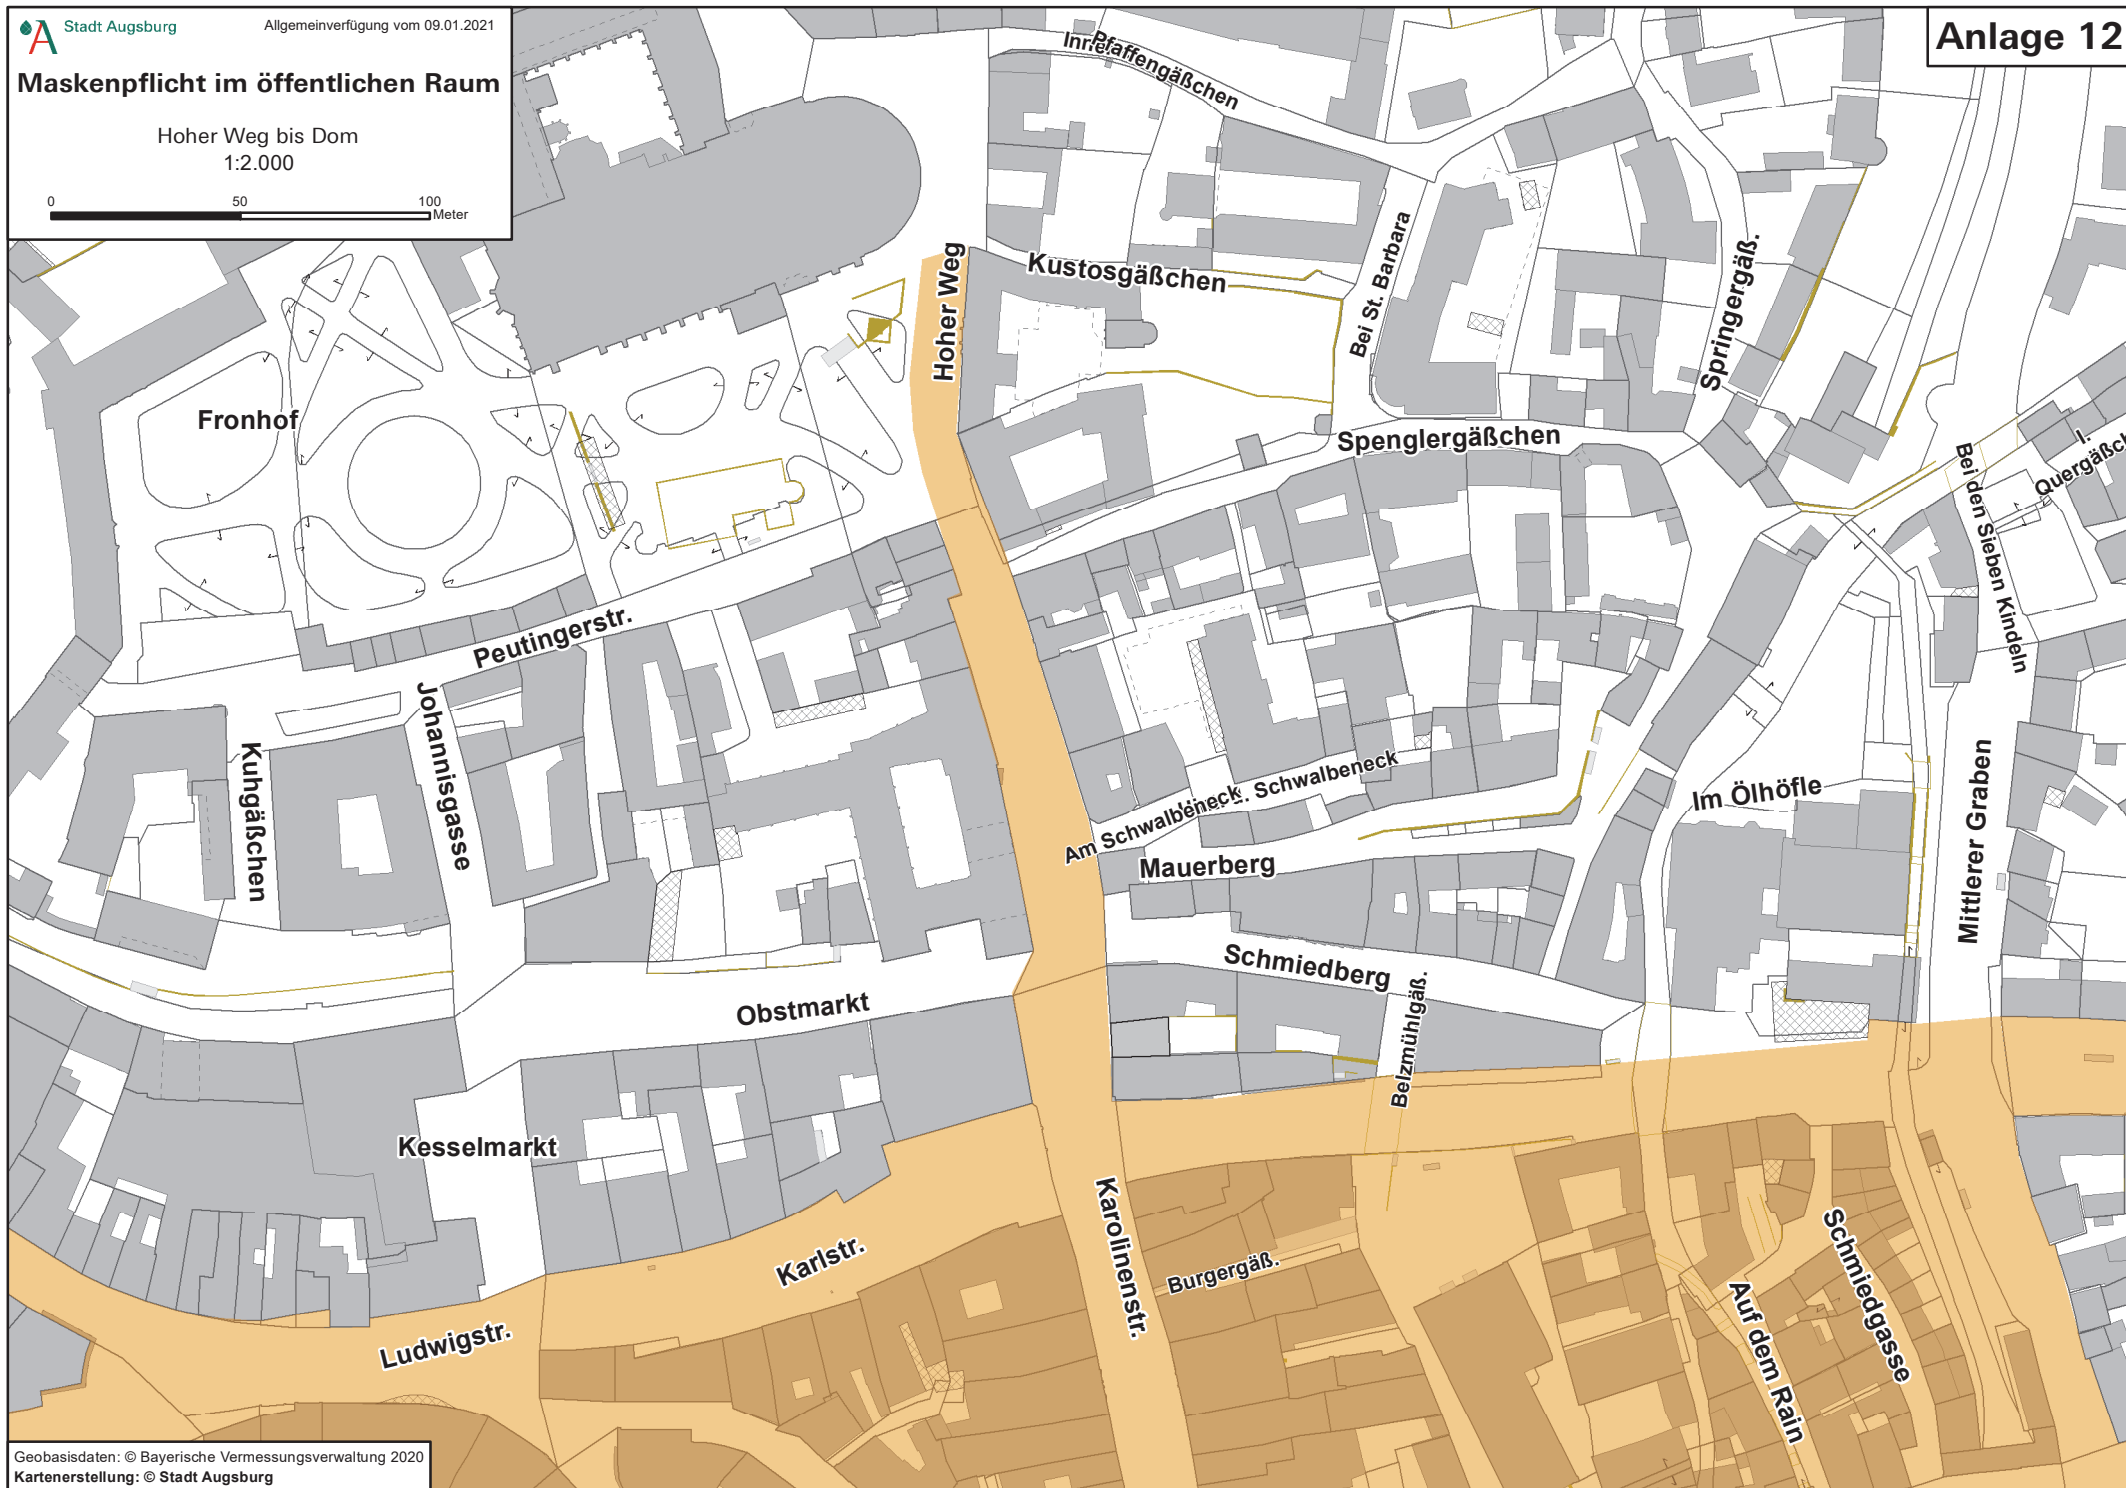 Stadt Augsburg
Allgemeinverfügung vom 09.01.2021
Maskenpflicht im öffentlichen Raum
Hoher Weg bis Dom
1:2.000
0 50 100
Meter
Anlage 12
Pfaffengäßchen
Kustosgäßchen
Hoher Weg
Bei St. Barbara
Springergäß.
Fronhof
Spenglergäßchen
I.
Bei den Sieben Kindeln
Peutingerstr.
Johannisgasse
Kuhgäßchen
Am Schwalbeneck
Schwalbeneck
Im Ölhöfle
Mittlerer Graben
Mauerberg
Schmiedberg
Belzmühlgäß.
Obstmarkt
Kesselmarkt
Karlstr.
Karolinenstr.
Burgergäß.
Ludwigstr.
Auf dem Rain
Schmiedgasse
Geobasisdaten: © Bayerische Vermessungsverwaltung 2020
Kartenerstellung: © Stadt Augsburg